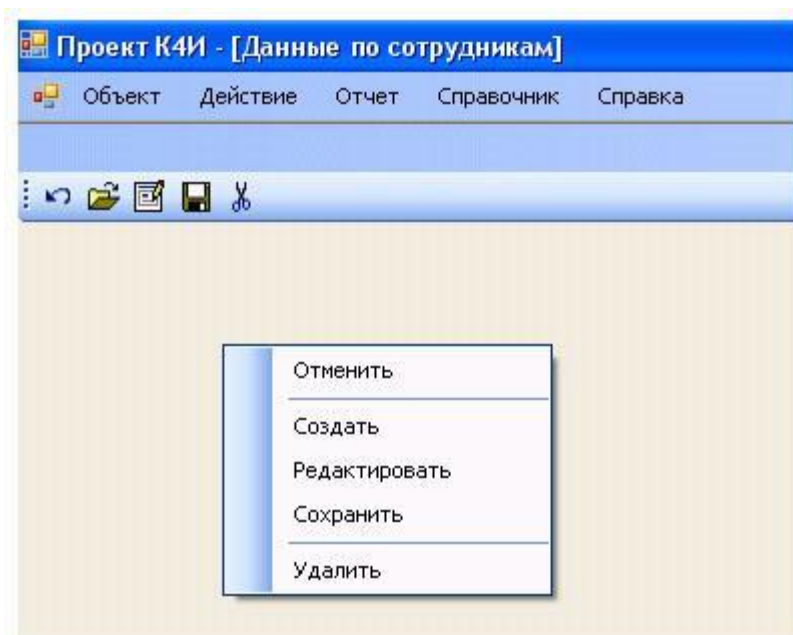 Проект К4И - [Данные по сотрудникам]
Объект Действие Отчет Справочник Справка
Отменить
Создать
Редактировать
Сохранить
Удалить